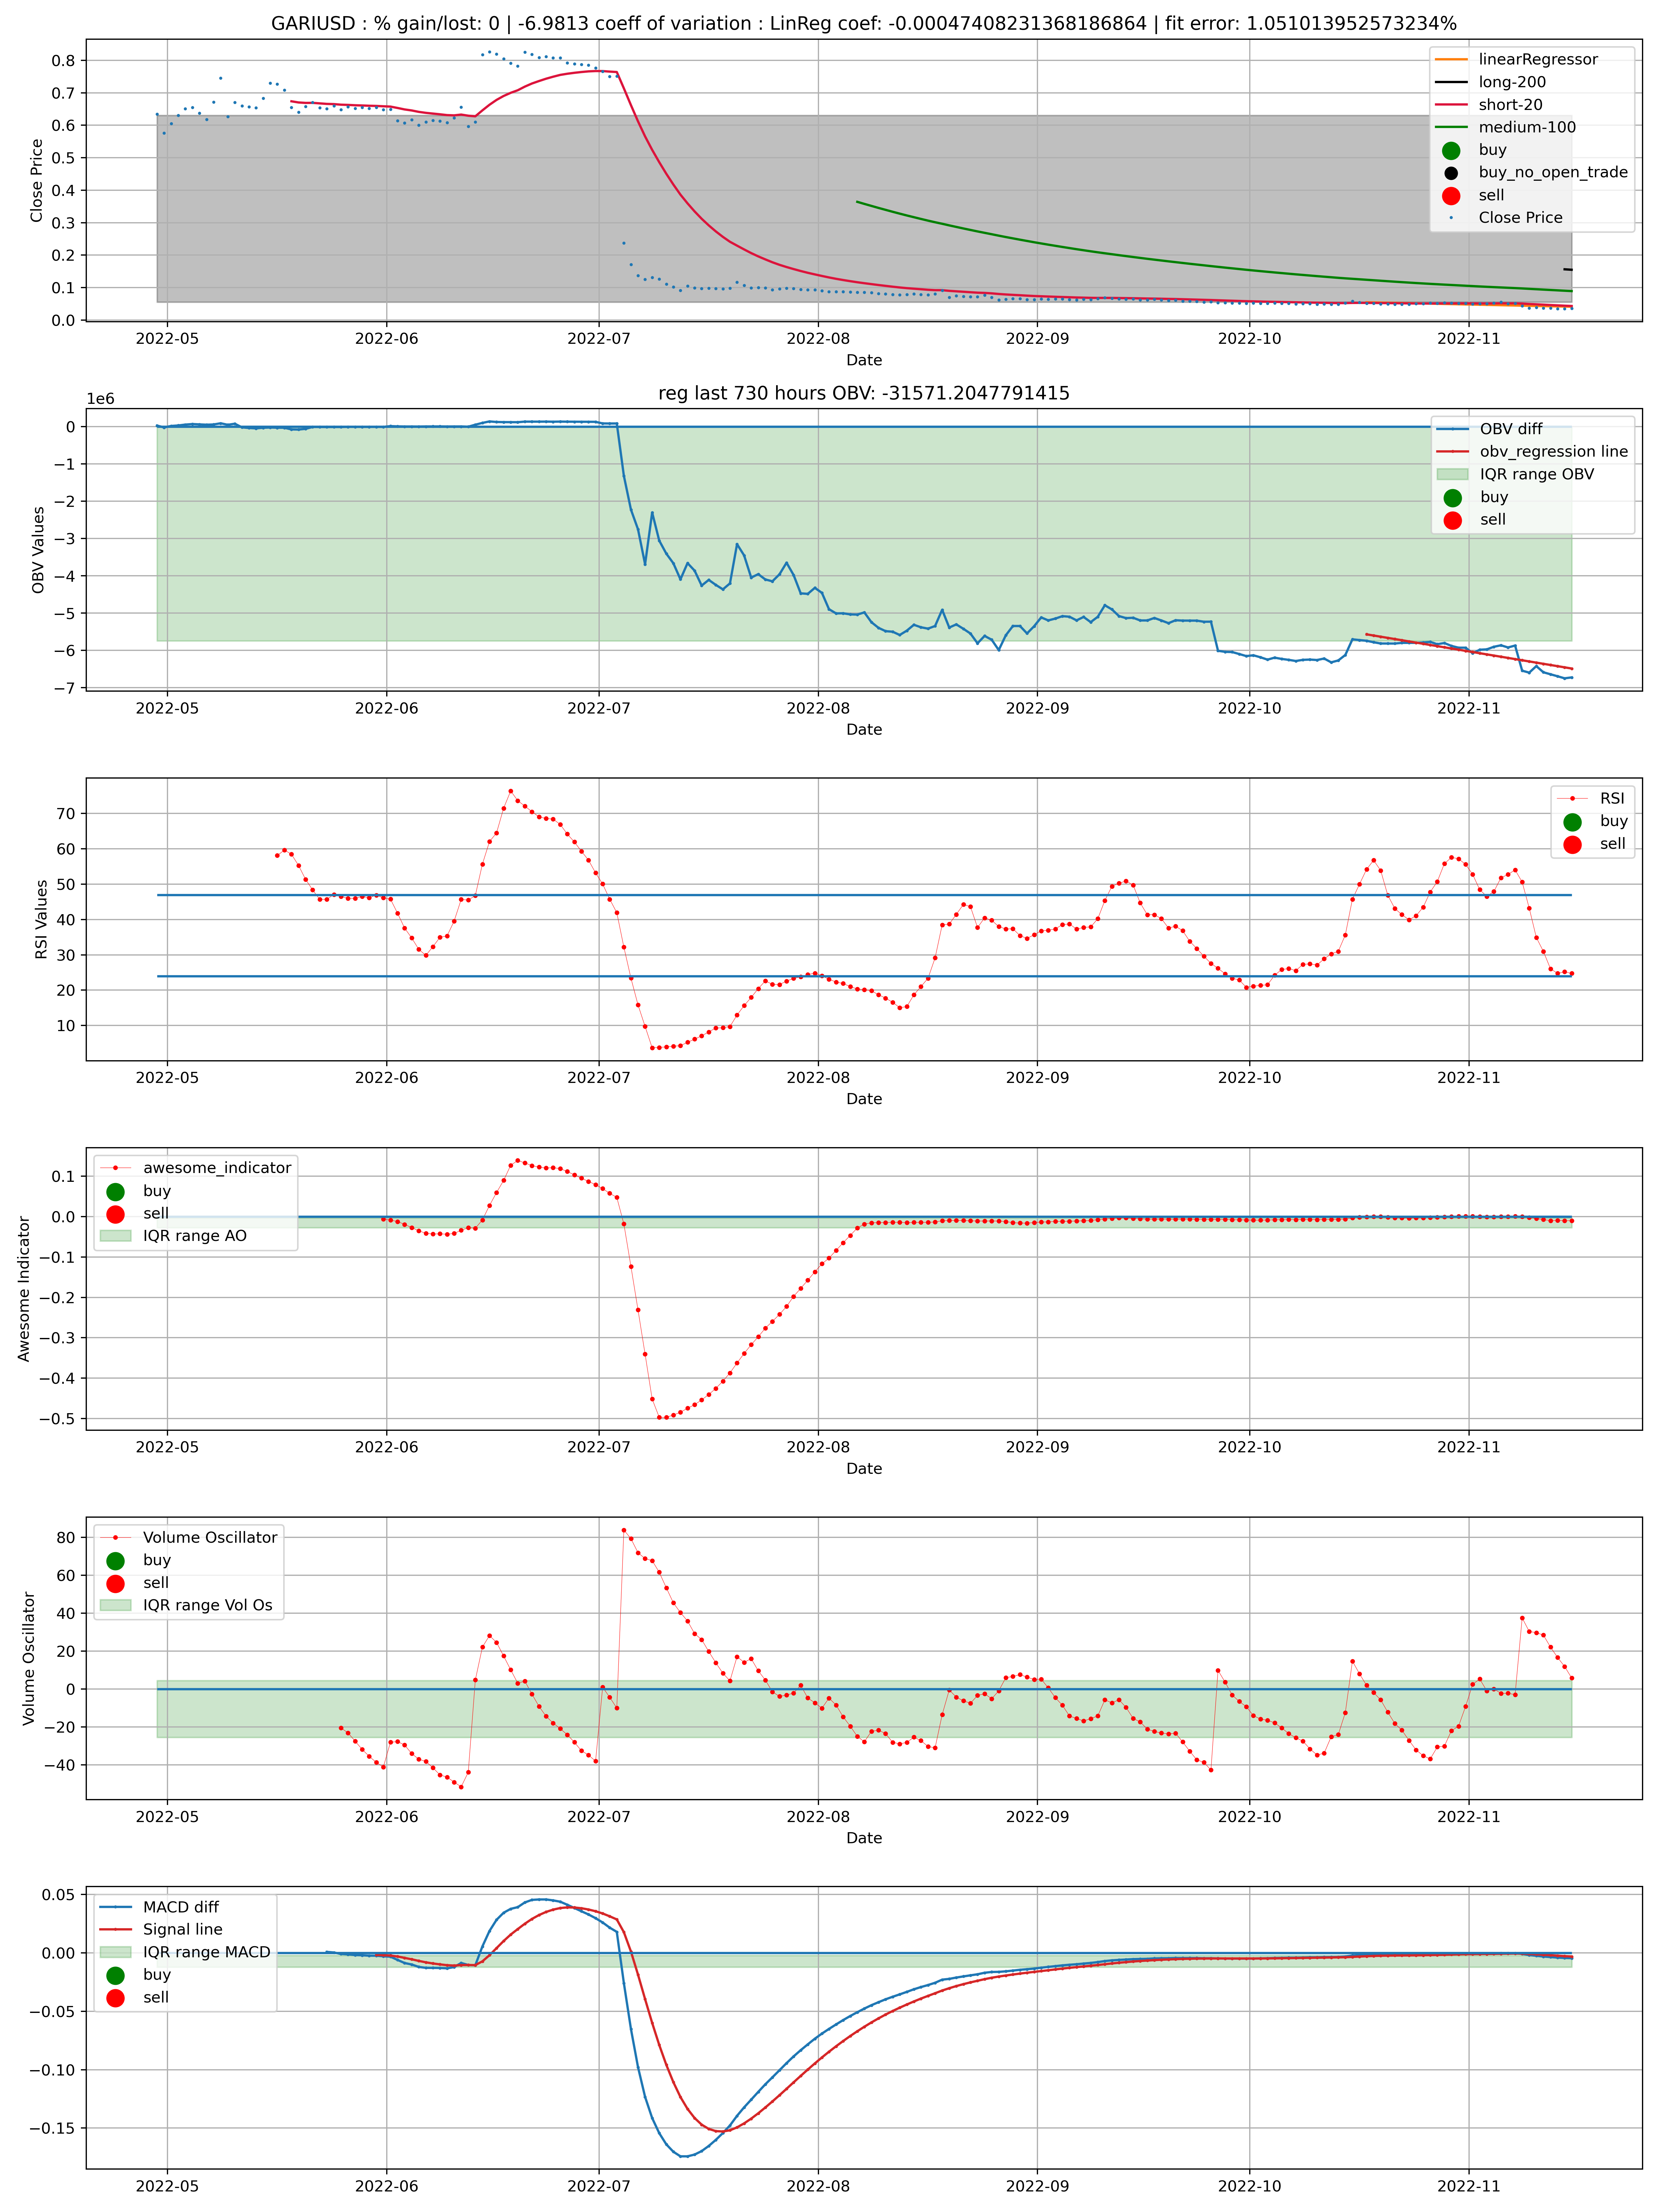 GARIUSD : % gain/lost: 0 | -6.9813 coeff of variation : LinReg coef: -0.00047408231368186864 | fit error: 1.051013952573234%
Close Price
0.8
0.7
0.6
0.5
0.4
0.3
0.2
0.1
0.0
linearRegressor
long-200
short-20
medium-100
buy
buy_no_open_trade
sell
Close Price
2022-05 2022-06 2022-07 2022-08 2022-09 2022-10 2022-11
Date
reg last 730 hours OBV: -31571.2047791415
1e6
OBV Values
0
−1
−2
−3
−4
−5
−6
−7
OBV diff
obv_regression line
IQR range OBV
buy
sell
2022-05 2022-06 2022-07 2022-08 2022-09 2022-10 2022-11
Date
RSI Values
70
60
50
40
30
20
10
RSI
buy
sell
2022-05 2022-06 2022-07 2022-08 2022-09 2022-10 2022-11
Date
Awesome Indicator
0.1
0.0
−0.1
−0.2
−0.3
−0.4
−0.5
awesome_indicator
buy
sell
IQR range AO
2022-05 2022-06 2022-07 2022-08 2022-09 2022-10 2022-11
Date
Volume Oscillator
80
60
40
20
0
−20
−40
Volume Oscillator
buy
sell
IQR range Vol Os
2022-05 2022-06 2022-07 2022-08 2022-09 2022-10 2022-11
Date
0.05
0.00
−0.05
−0.10
−0.15
MACD diff
Signal line
IQR range MACD
buy
sell
2022-05 2022-06 2022-07 2022-08 2022-09 2022-10 2022-11